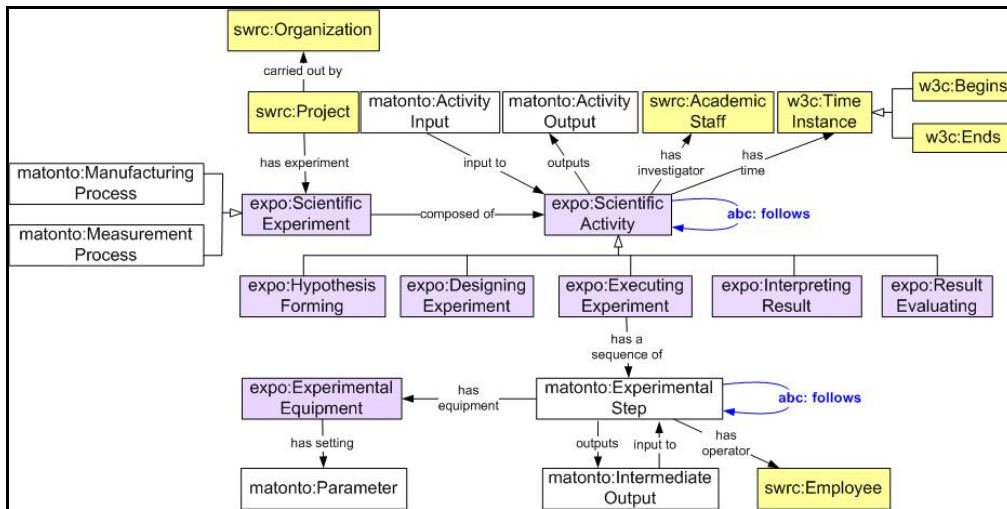 swrc:Organization
carried out by
swrc:Project
matonto:Activity
Input
matonto:Activity
Output
swrc:Academic
Staff
w3c:Time
Instance
w3c:Begins
w3c:Ends
has experiment
input to
outputs
has
investigator
has
time
matonto:Manufacturing
Process
matonto:Measurement
Process
expo:Scientific
Experiment
composed of
expo:Scientific
Activity
abc: follows
expo:Hypothesis
Forming
expo:Designing
Experiment
expo:Executing
Experiment
expo:Interpreting
Result
expo:Result
Evaluating
has a
sequence of
expo:Experimental
Equipment
has
equipment
matonto:Experimental
Step
abc: follows
has setting
outputs
input to
has
operator
matonto:Parameter
matonto:Intermediate
Output
swrc:Employee